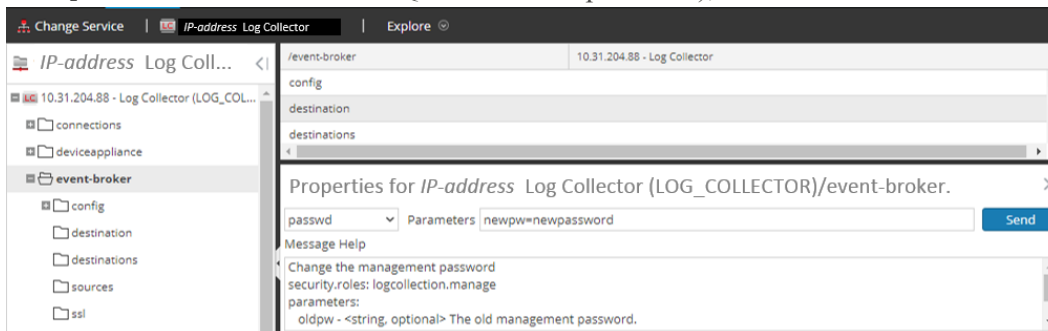 Change Service | LC IP-address Log Collector | Explore
IP-address Log Coll...
/event-broker 10.31.204.88 - Log Collector
config
destination
destinations
LC 10.31.204.88 - Log Collector (LOG_COL...
connections
deviceappliance
event-broker
config
destination
destinations
sources
ssl
Properties for IP-address Log Collector (LOG_COLLECTOR)/event-broker.
passwd Parameters newpw=newpassword Send
Message Help
Change the management password
security.roles: logcollection.manage
parameters:
oldpw - <string, optional> The old management password.